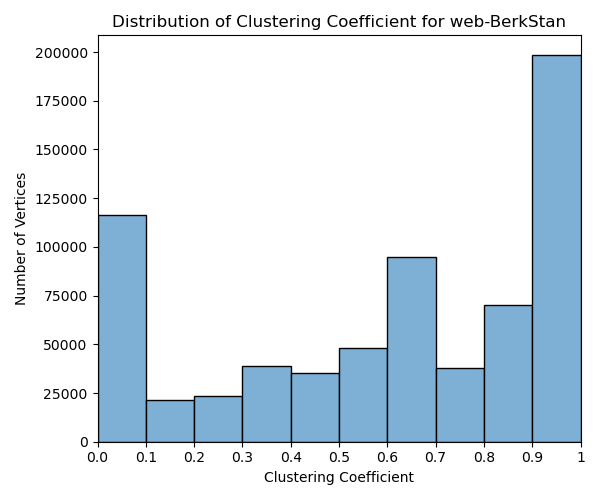 Distribution of Clustering Coefficient for web-BerkStan
200000
175000
150000
125000
100000
75000
50000
25000
0
Number of Vertices
0.0 0.1 0.2 0.3 0.4 0.5 0.6 0.7 0.8 0.9 1
Clustering Coefficient